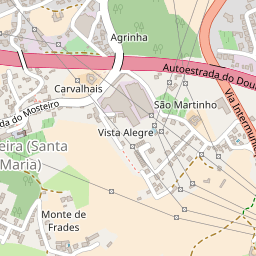 Agrinha
Autoestrada do Dou
Carvalhais
São Martinho
da do Mosteiro
Vista Alegre
Via Intermuni
eira (Santa
Maria)
Monte de
Frades